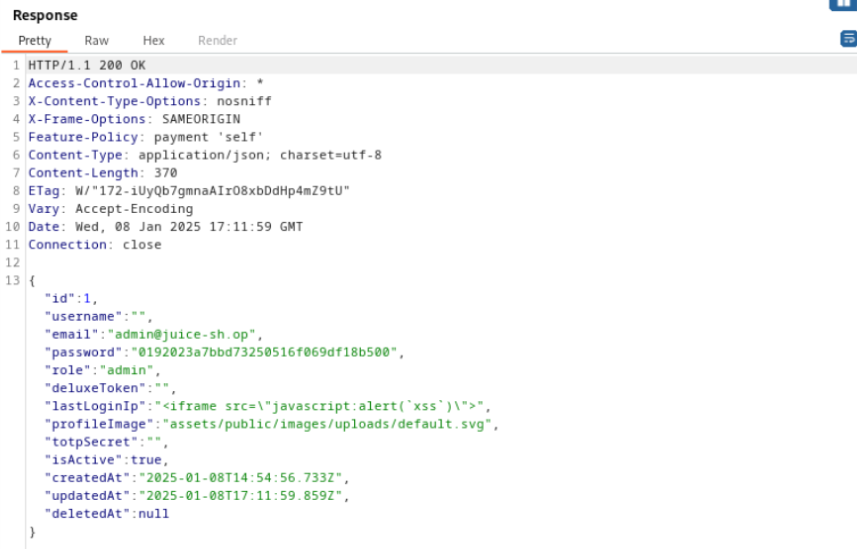 Response
Pretty Raw Hex Render
1 HTTP/1.1 200 OK
2 Access-Control-Allow-Origin: *
3 X-Content-Type-Options: nosniff
4 X-Frame-Options: SAMEORIGIN
5 Feature-Policy: payment 'self'
6 Content-Type: application/json; charset=utf-8
7 Content-Length: 370
8 ETag: W/"172-iUyQb7gmnaAIrO8xbDdHp4mZ9tU"
9 Vary: Accept-Encoding
10 Date: Wed, 08 Jan 2025 17:11:59 GMT
11 Connection: close
12
13 {
"id":1,
"username":"",
"email":"admin@juice-sh.op",
"password":"0192023a7bbd73250516f069df18b500",
"role":"admin",
"deluxeToken":"",
"lastLoginIp":"<iframe src=\"javascript:alert(`xss`)\">",
"profileImage":"assets/public/images/uploads/default.svg",
"totpSecret":"",
"isActive":true,
"createdAt":"2025-01-08T14:54:56.733Z",
"updatedAt":"2025-01-08T17:11:59.859Z",
"deletedAt":null
}